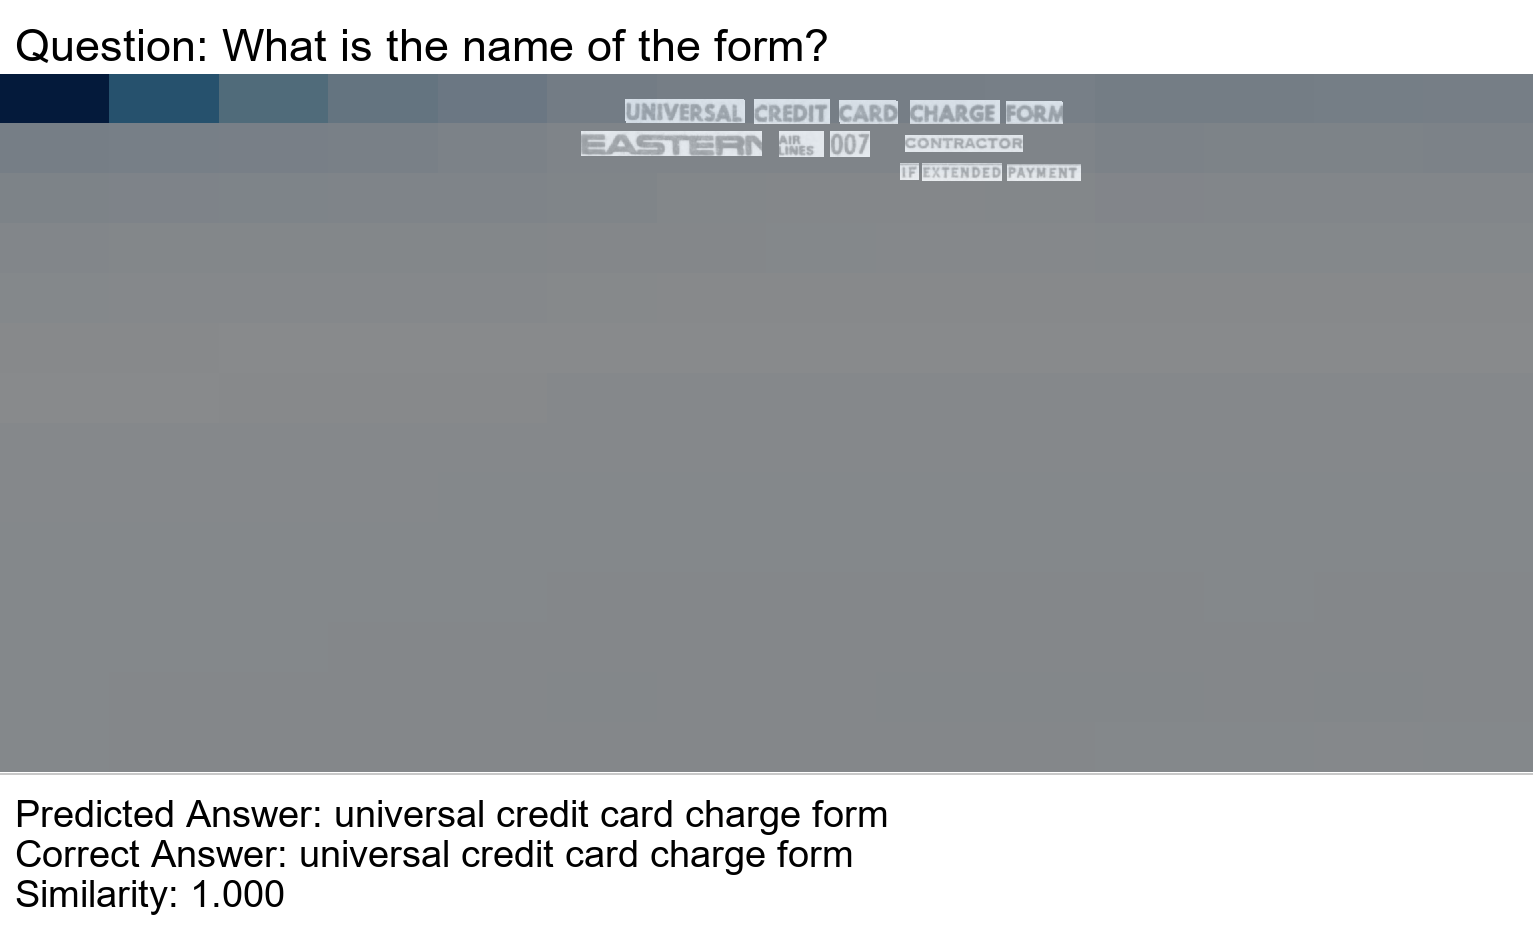 Question: What is the name of the form?
UNIVERSAL CREDIT CARD CHARGE FORM
EASTERN AIR LINES 007 CONTRACTOR
IF EXTENDED PAYMENT
Predicted Answer: universal credit card charge form
Correct Answer: universal credit card charge form
Similarity: 1.000